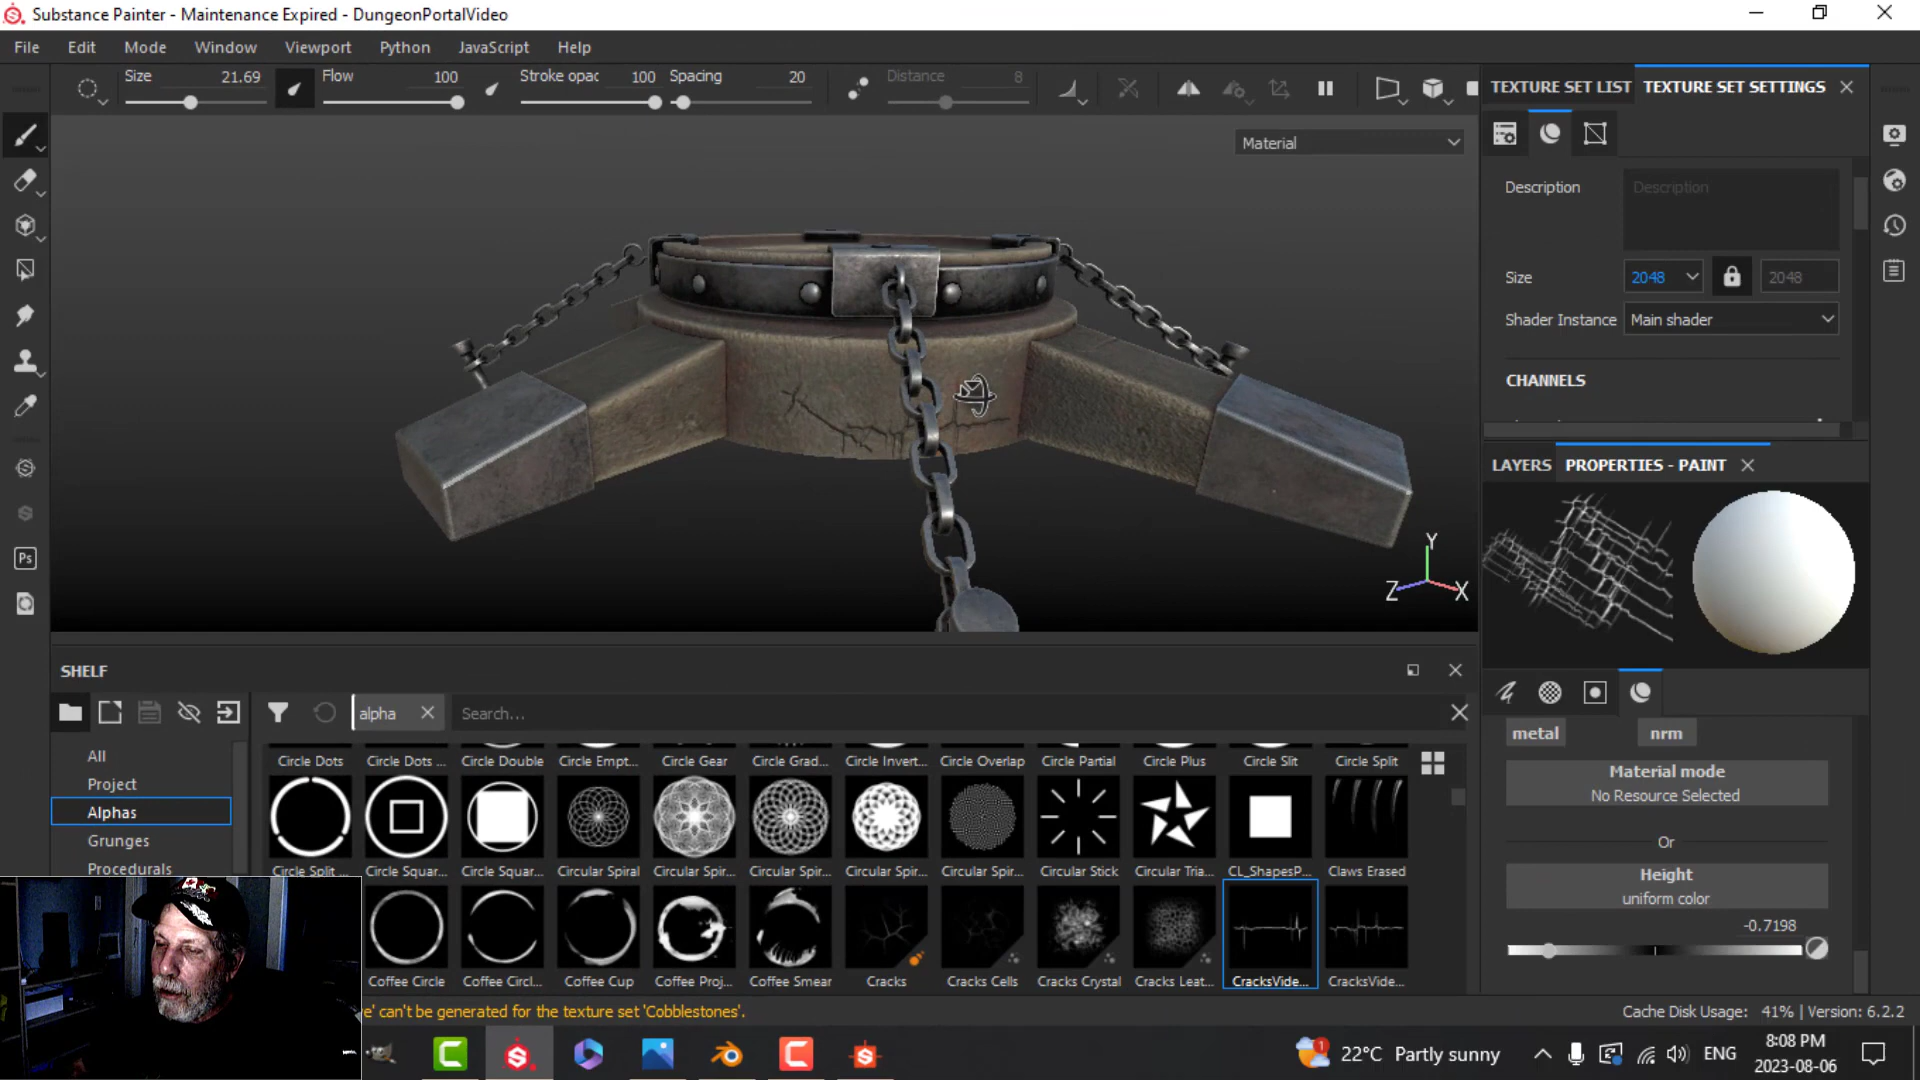 Substance Painter - Maintenance Expired - DungeonPortalVideo
File Edit Mode Window Viewport Python JavaScript Help
Size 21.69 Flow 100 Stroke opac 100 Spacing 20 Distance 8
TEXTURE SET LIST TEXTURE SET SETTINGS
Material
Description Description
Size 2048 2048
Shader Instance Main shader
CHANNELS
LAYERS PROPERTIES - PAINT
Y
Z X
Ps
SHELF
alpha Search...
metal nrm
Material mode
No Resource Selected
Or
Height
uniform color
-0.7198
All
Project
Alphas
Grunges
Procedurals
Circle Dots Circle Dots ... Circle Double Circle Empt... Circle Gear Circle Grad... Circle Invert... Circle Overlap Circle Partial Circle Plus Circle Slit Circle Split
Circle Split ... Circle Squar... Circle Squar... Circular Spiral Circular Spir... Circular Spir... Circular Spir... Circular Spir... Circular Stick Circular Tria... CL_ShapesP... Claws Erased
Coffee Circle Coffee Circl... Coffee Cup Coffee Proj... Coffee Smear Cracks Cracks Cells Cracks Crystal Cracks Leat... CracksVide... CracksVide...
e' can't be generated for the texture set 'Cobblestones'.
Cache Disk Usage: 41% | Version: 6.2.2
22°C Partly sunny
ENG
8:08 PM
2023-08-06